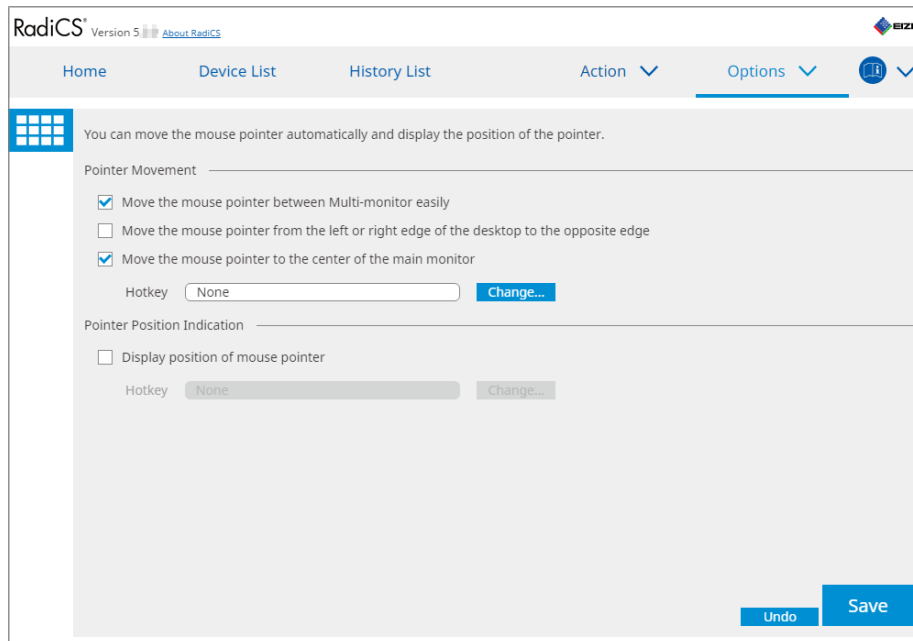 RadiCS® Version 5. About RadiCS
EIZ
Home Device List History List Action Options
You can move the mouse pointer automatically and display the position of the pointer.
Pointer Movement
Move the mouse pointer between Multi-monitor easily
Move the mouse pointer from the left or right edge of the desktop to the opposite edge
Move the mouse pointer to the center of the main monitor
Hotkey None Change...
Pointer Position Indication
Display position of mouse pointer
Hotkey None Change...
Undo Save